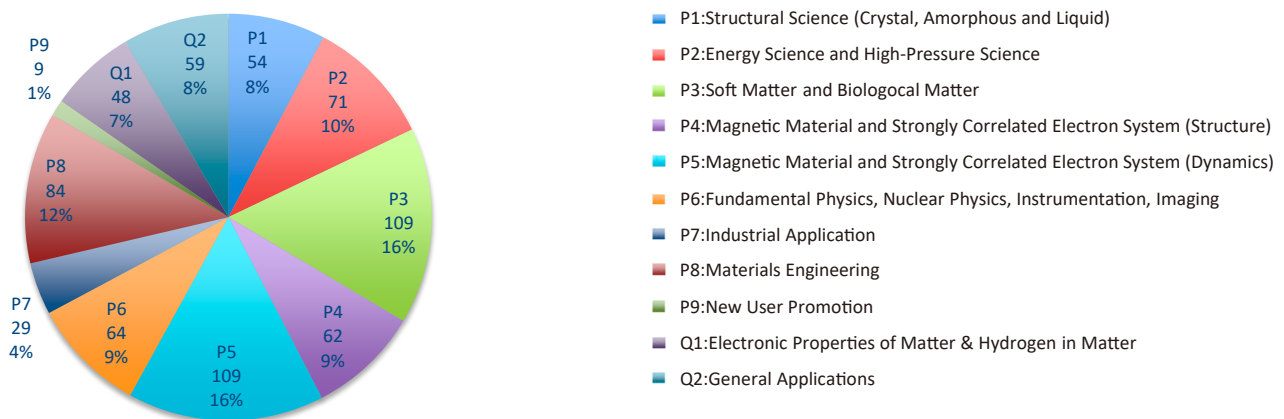 P1
54
8%
P2
71
10%
P3
109
16%
P4
62
9%
P5
109
16%
P6
64
9%
P7
29
4%
P8
84
12%
P9
9
1%
Q1
48
7%
Q2
59
8%
P1:Structural Science (Crystal, Amorphous and Liquid)
P2:Energy Science and High-Pressure Science
P3:Soft Matter and Biologocal Matter
P4:Magnetic Material and Strongly Correlated Electron System (Structure)
P5:Magnetic Material and Strongly Correlated Electron System (Dynamics)
P6:Fundamental Physics, Nuclear Physics, Instrumentation, Imaging
P7:Industrial Application
P8:Materials Engineering
P9:New User Promotion
Q1:Electronic Properties of Matter & Hydrogen in Matter
Q2:General Applications